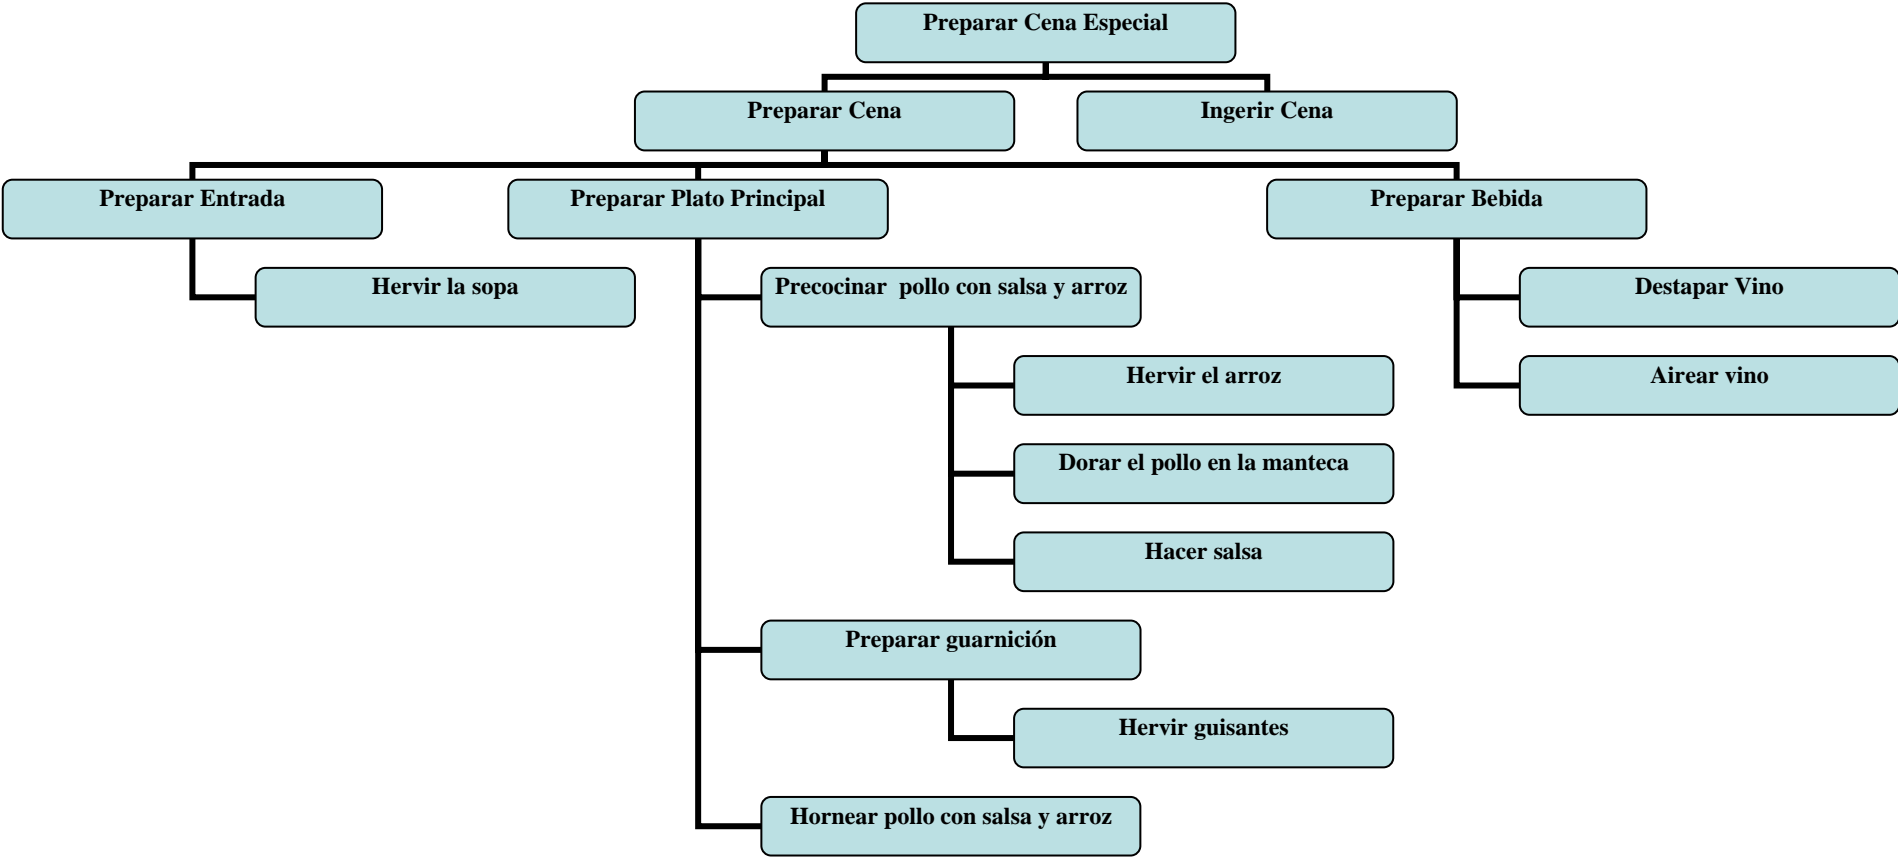 Preparar Cena Especial
Preparar Cena
Ingerir Cena
Preparar Entrada
Preparar Plato Principal
Preparar Bebida
Hervir la sopa
Precocinar  pollo con salsa y arroz
Destapar Vino
Hervir el arroz
Airear vino
Dorar el pollo en la manteca
Hacer salsa
Preparar guarnición
Hervir guisantes
Hornear pollo con salsa y arroz